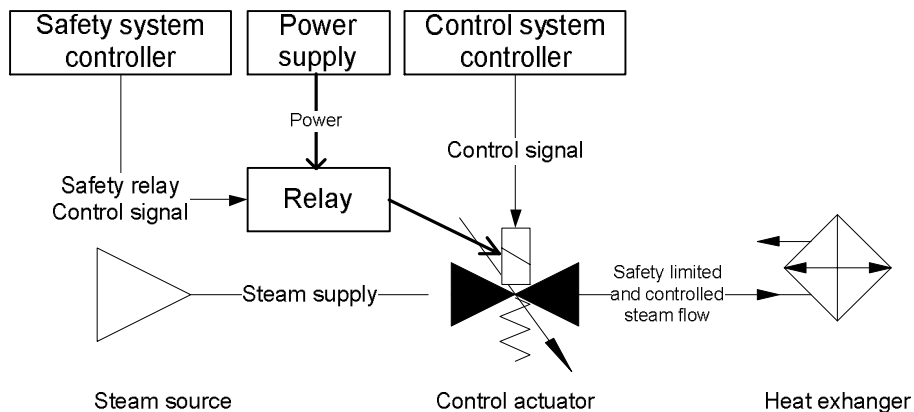 Safety system
controller
Power
supply
Control system
controller
Power
Control signal
Safety relay
Control signal
Relay
Steam supply
Safety limited
and controlled
steam flow
Steam source
Control actuator
Heat exhanger